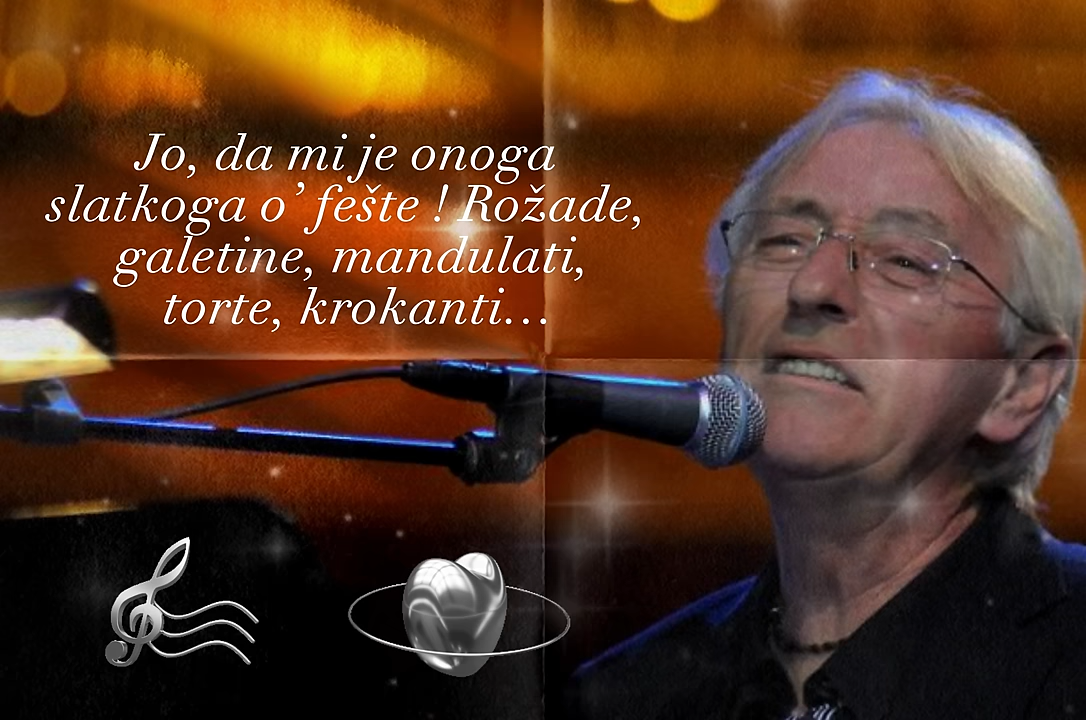 Jo, da mi je onoga
slatkoga o’ fešte ! Rožade,
galetine, mandulati,
torte, krokanti...